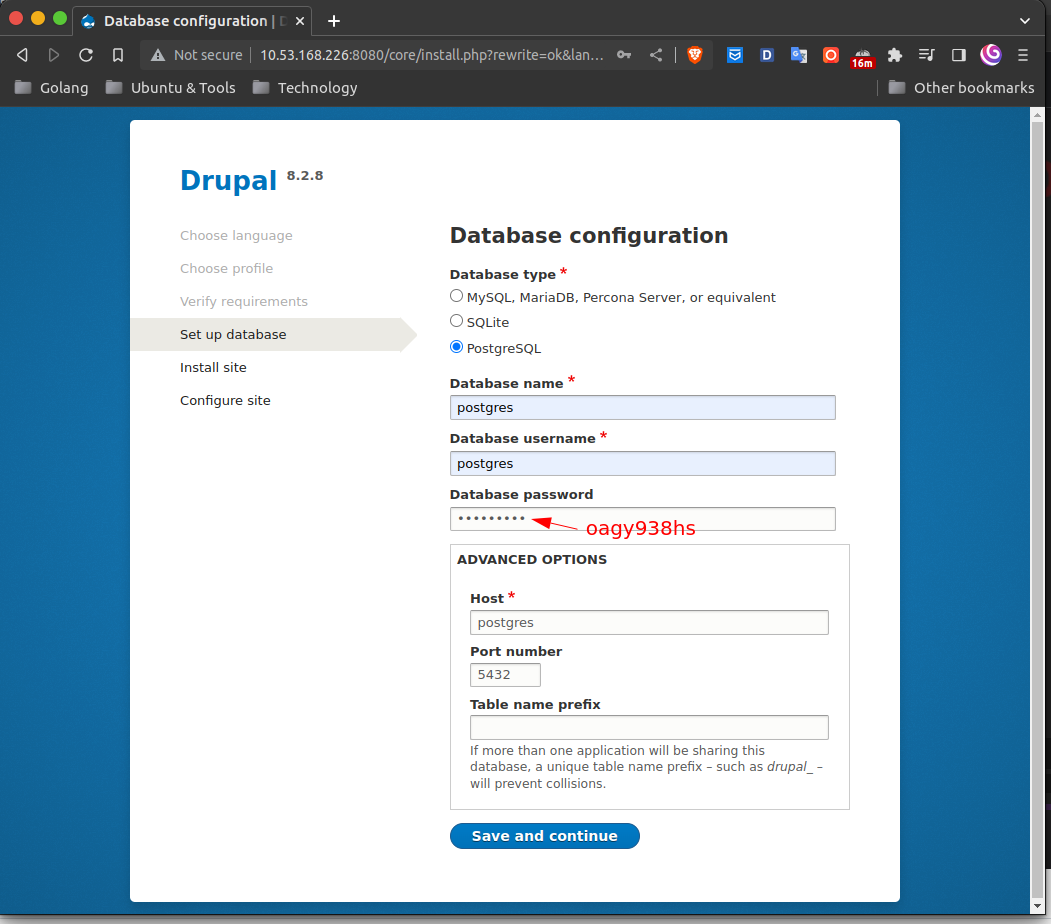 Database configuration | D
Not secure
10.53.168.226:8080/core/install.php?rewrite=ok&lan...
16m
Golang
Ubuntu & Tools
Technology
Other bookmarks
Drupal 8.2.8
Choose language
Choose profile
Verify requirements
Set up database
Install site
Configure site
Database configuration
Database type *
MySQL, MariaDB, Percona Server, or equivalent
SQLite
PostgreSQL
Database name *
postgres
Database username *
postgres
Database password
•••••••••
oagy938hs
ADVANCED OPTIONS
Host *
postgres
Port number
5432
Table name prefix
If more than one application will be sharing this
database, a unique table name prefix – such as drupal_ –
will prevent collisions.
Save and continue